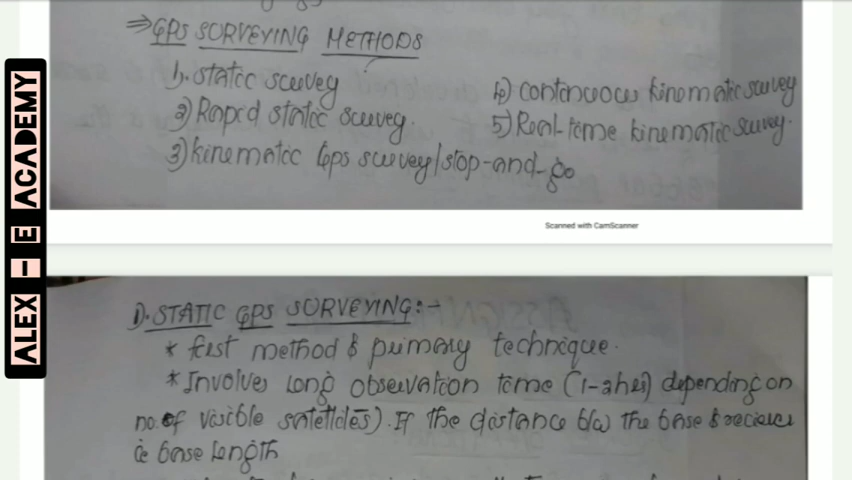 ⇒GPS SURVEYING METHODS
1). static survey
2) Rapid static survey.
3) kinematic Gps survey/stop-and-go
4) continuous kinematic survey
5) Real-time kinematic survey.
Scanned with CamScanner
1). STATIC GPS SURVEYING:-
* first method & primary technique.
* Involves long observation time (1-2hrs) depending on
no. of visible satellites). If the distance b/w the base & reciever
ie base length
ALEX - E ACADEMY